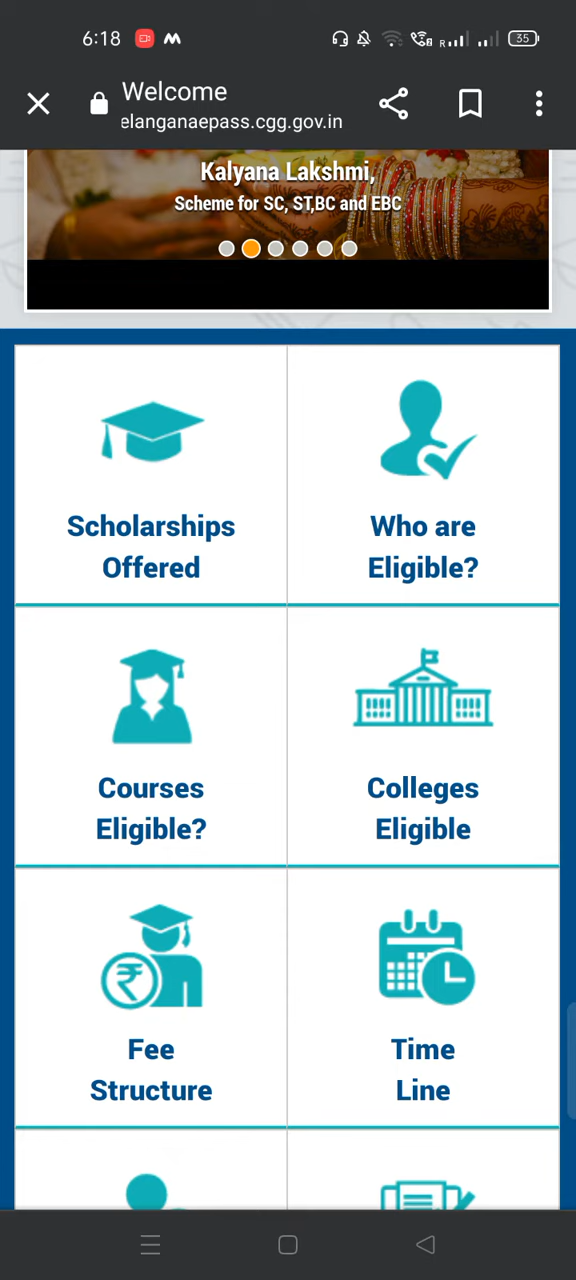 6:18
R
35
Welcome
elanganaepass.cgg.gov.in
Kalyana Lakshmi,
Scheme for SC, ST,BC and EBC
Scholarships
Offered
Who are
Eligible?
Courses
Eligible?
Colleges
Eligible
₹
Fee
Structure
Time
Line